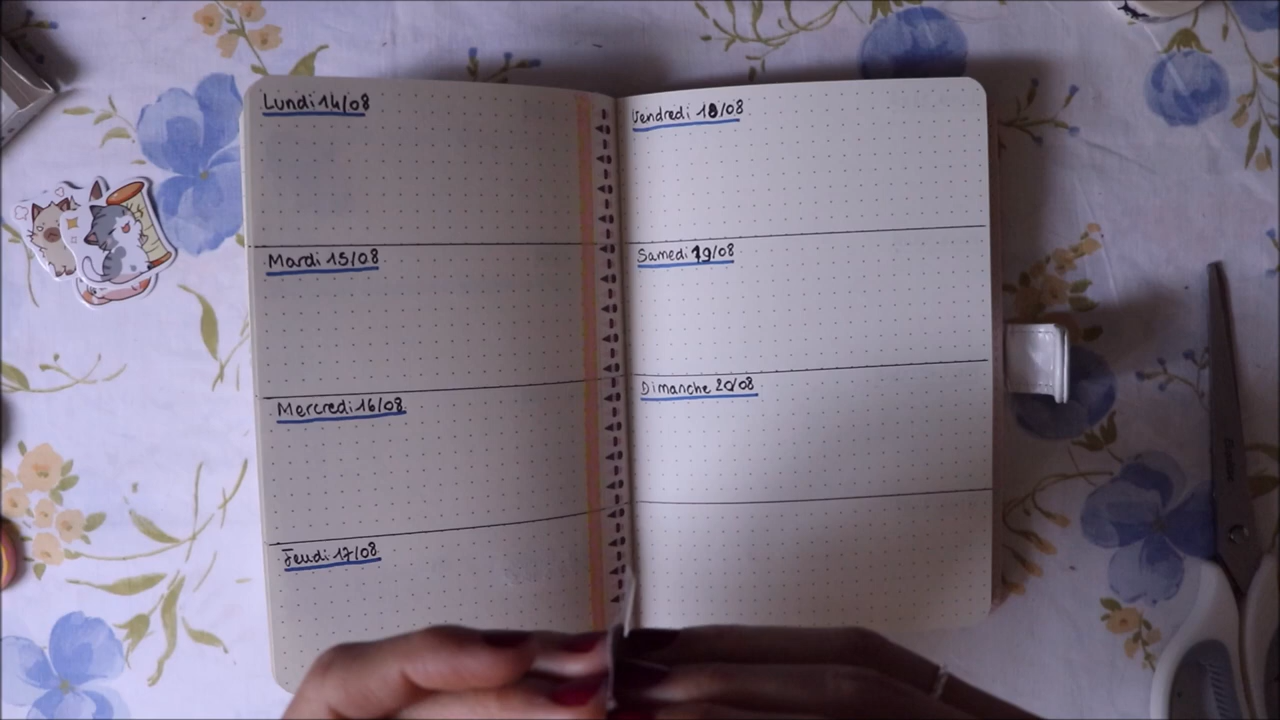 Lundi 14/08
Mardi 15/08
Mercredi 16/08
Jeudi 17/08
Vendredi 18/08
Samedi 19/08
Dimanche 20/08